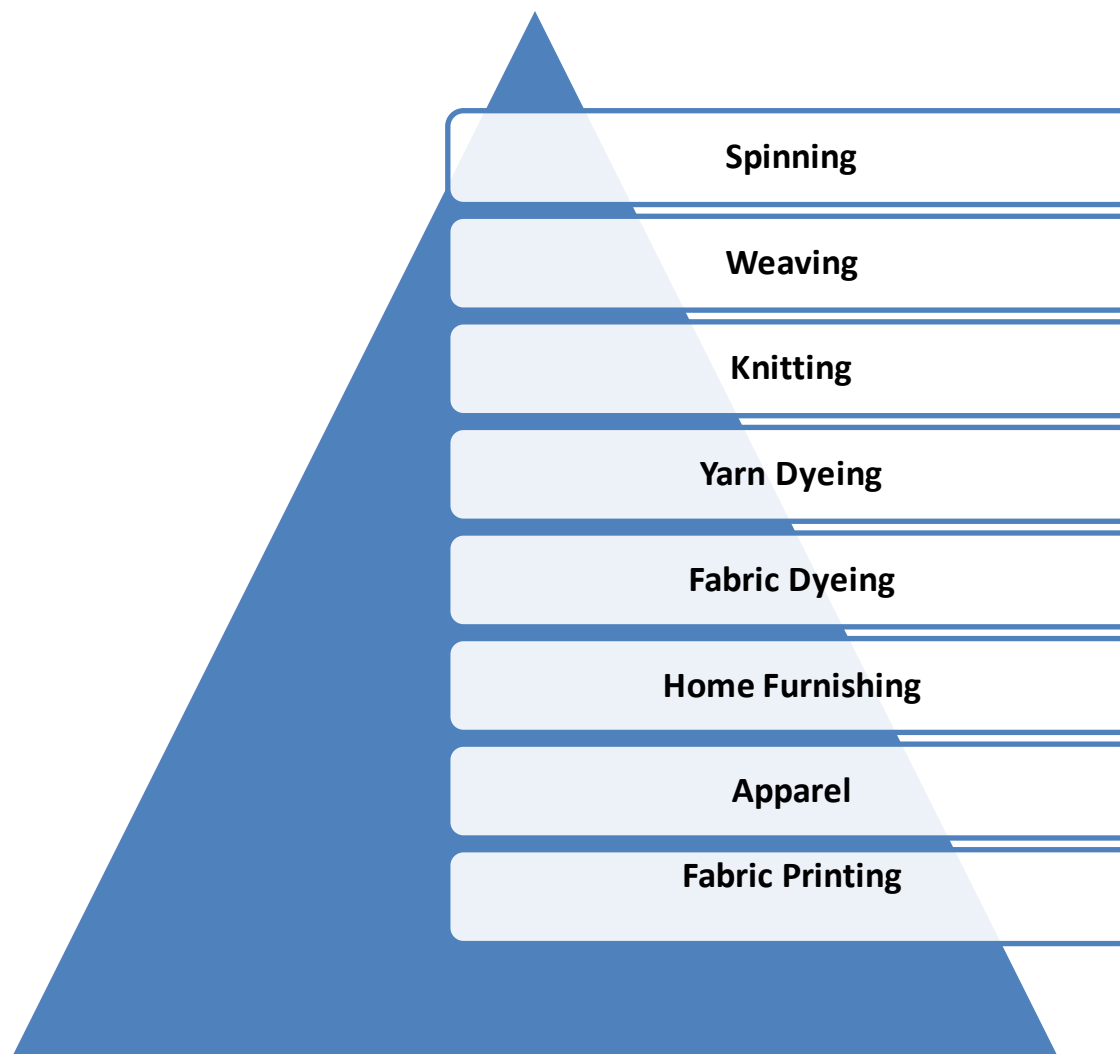 Spinning
Weaving
Knitting
Yarn Dyeing
Fabric Dyeing
Home Furnishing
Apparel
Fabric Printing